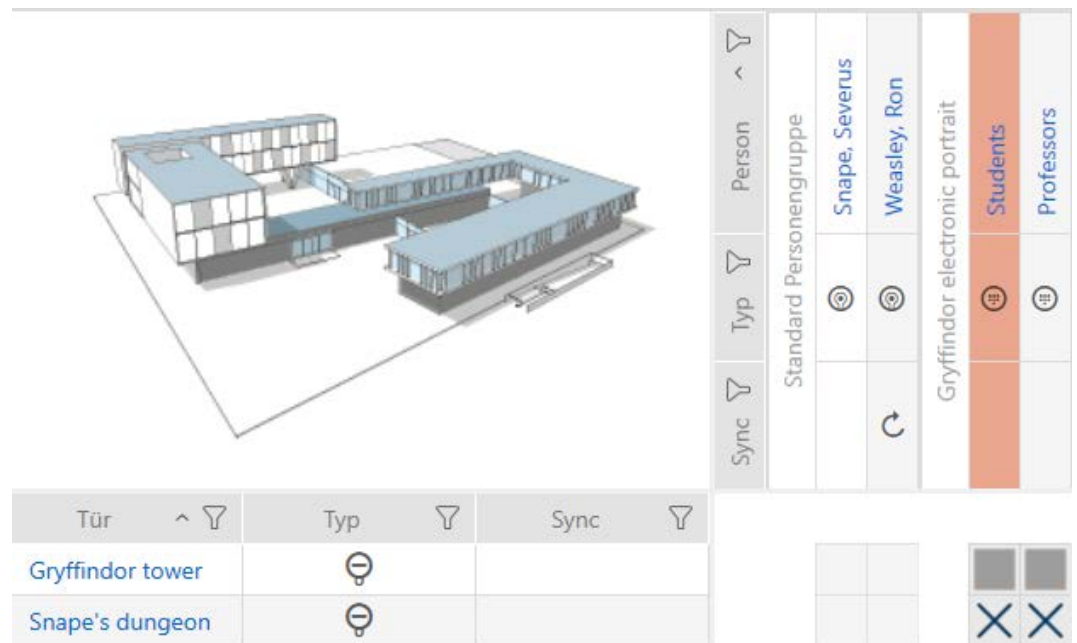 Person
Typ
Sync
Standard Personengruppe
Snape, Severus
Weasley, Ron
Gryffindor electronic portrait
Students
Professors
Tür Typ Sync
Gryffindor tower
Snape's dungeon